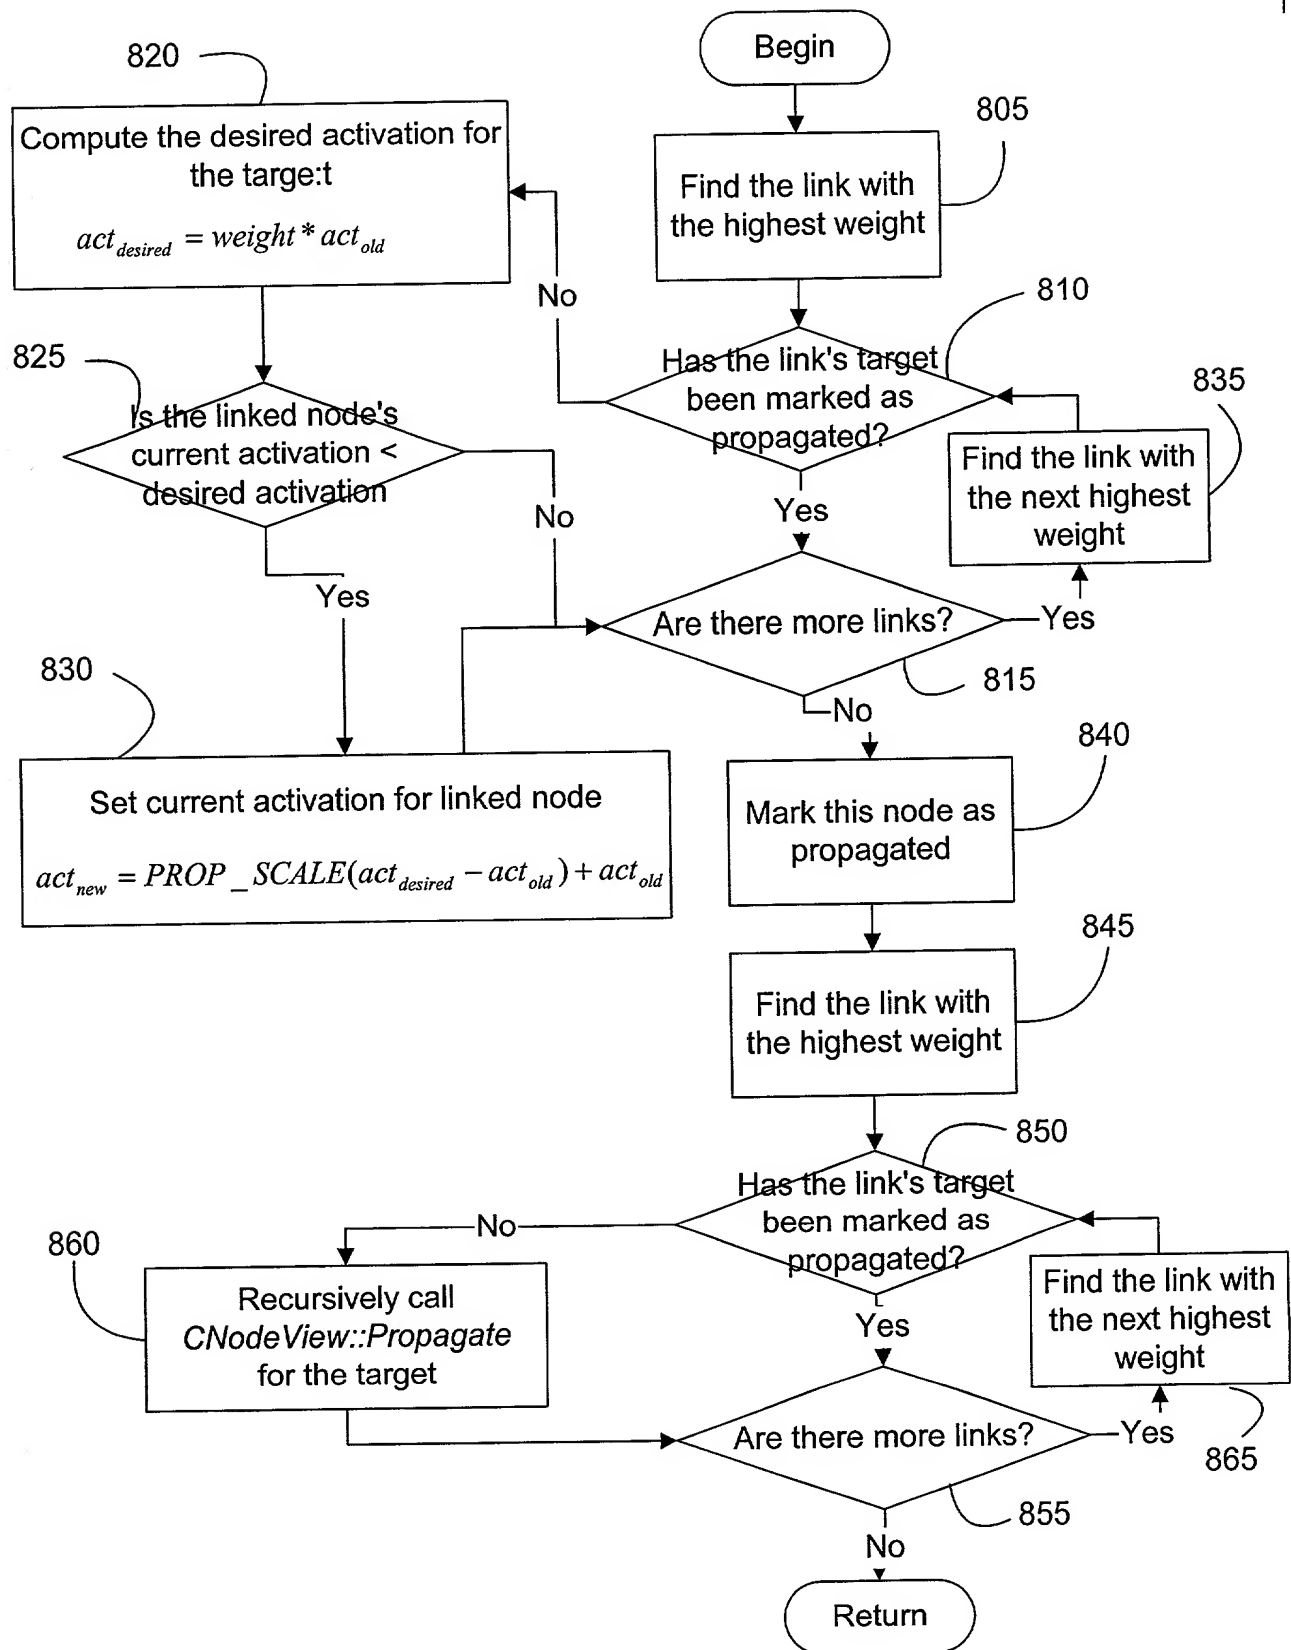 Begin
820
Compute the desired activation for
the targe:t
act_desired = weight * act_old
805
Find the link with
the highest weight
No
810
Has the link's target
been marked as
propagated?
825
Is the linked node's
current activation <
desired activation
835
Find the link with
the next highest
weight
Yes
No
Yes
Are there more links?
Yes
815
830
Set current activation for linked node
act_new = PROP_SCALE(act_desired − act_old) + act_old
No
840
Mark this node as
propagated
845
Find the link with
the highest weight
850
Has the link's target
been marked as
propagated?
No
860
Recursively call
CNodeView::Propagate
for the target
Yes
Find the link with
the next highest
weight
Are there more links?
Yes
865
855
No
Return